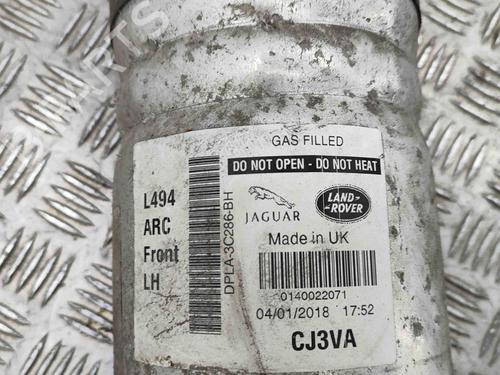 GAS FILLED
DO NOT OPEN - DO NOT HEAT
L494
ARC
Front
LH
DPLA-3C286-BH
JAGUAR
LAND-
-ROVER
Made in UK
0140022071
04/01/2018 17:52
CJ3VA
PARTS